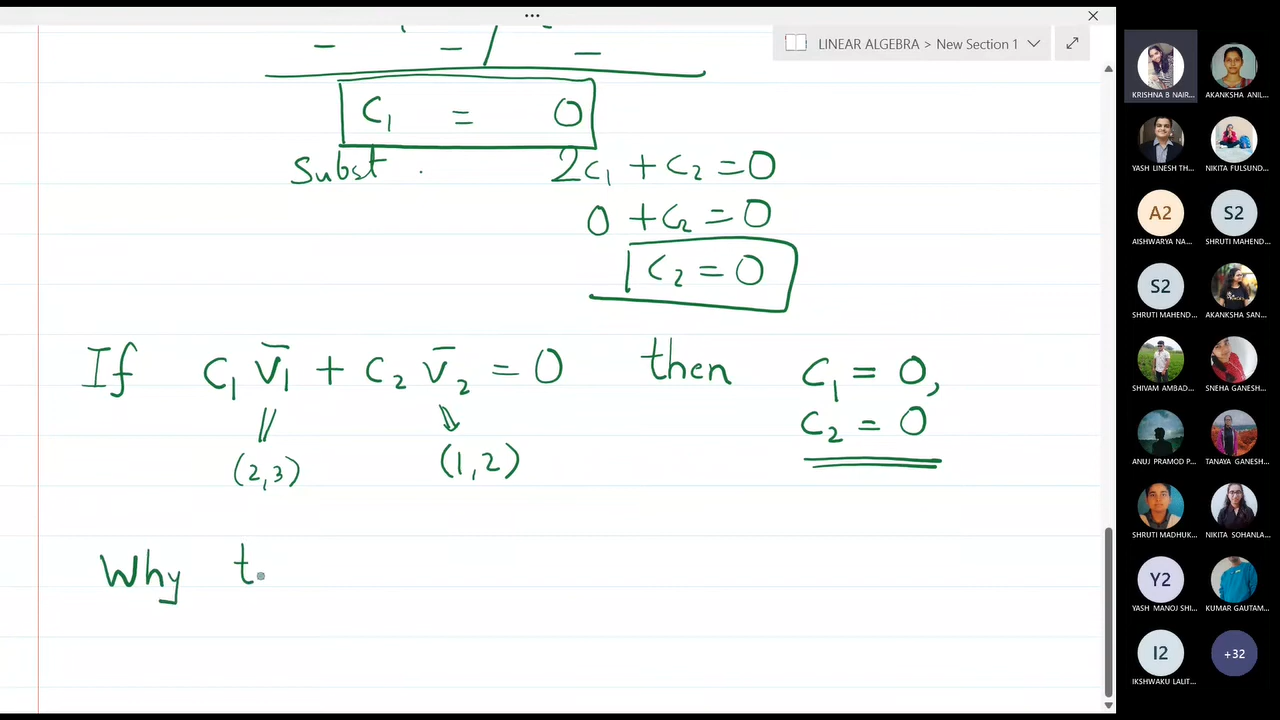 ...
LINEAR ALGEBRA > New Section 1
C₁ = 0
Subst . 2C₁ + C₂ = 0
0 + C₂ = 0
C₂ = 0
If C₁ v̄₁ + C₂ v̄₂ = 0 then C₁ = 0,
C₂ = 0
(2,3) (1,2)
Why t
KRISHNA B NAIR...
AKANKSHA ANIL...
YASH LINESH TH...
NIKITA FULSUND...
A2
S2
AISHWARYA NA...
SHRUTI MAHEND...
S2
SHRUTI MAHEND...
AKANKSHA SAN...
SHIVAM AMBAD...
SNEHA GANESH...
ANUJ PRAMOD P...
TANAYA GANESH...
SHRUTI MADHUK...
NIKITA SOHANLA...
Y2
YASH MANOJ SHI...
KUMAR GAUTAM...
I2
+32
IKSHWAKU LALIT...